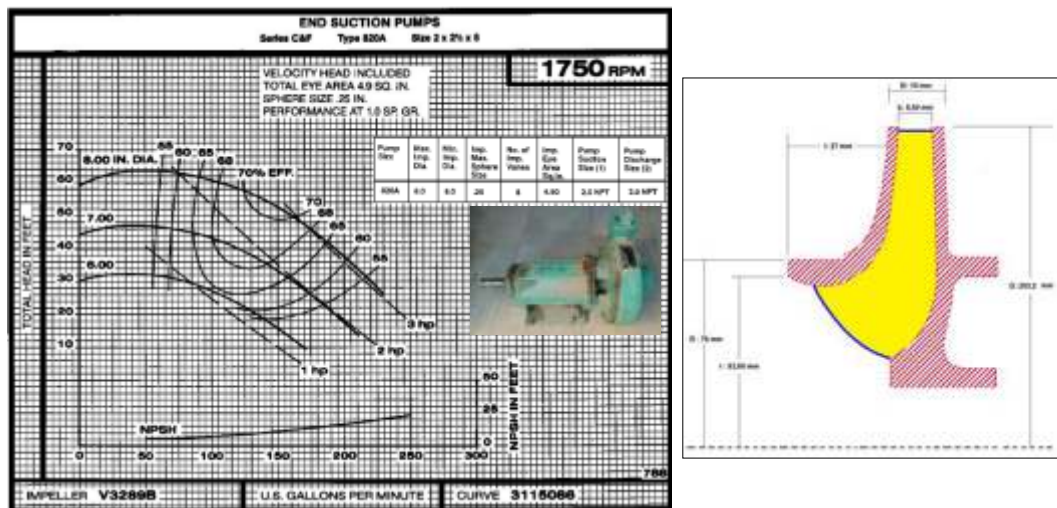 END SUCTION PUMPS
Series C&F Type 820A Size 2 x 2½ x 8
1750 RPM
VELOCITY HEAD INCLUDED
TOTAL EYE AREA 4.9 SQ. IN.
SPHERE SIZE .25 IN.
PERFORMANCE AT 1.0 SP. GR.
Pump Size
Max. Imp. Dia.
Min. Imp. Dia.
Imp. Max. Sphere Size
No. of Imp. Vanes
Imp. Eye Area Sq.In.
Pump Suction Size (1)
Pump Discharge Size (2)
820A
TOTAL HEAD IN FEET
70
60
50
40
30
20
10
8.00 IN. DIA.
7.00
6.00
55
60
65
68
70% EFF.
70
68
65
60
55
3 hp
2 hp
1 hp
NPSH
NPSH IN FEET
50
25
0
0
50
100
150
200
250
300
788
IMPELLER V3289B
U.S. GALLONS PER MINUTE
CURVE 3115086